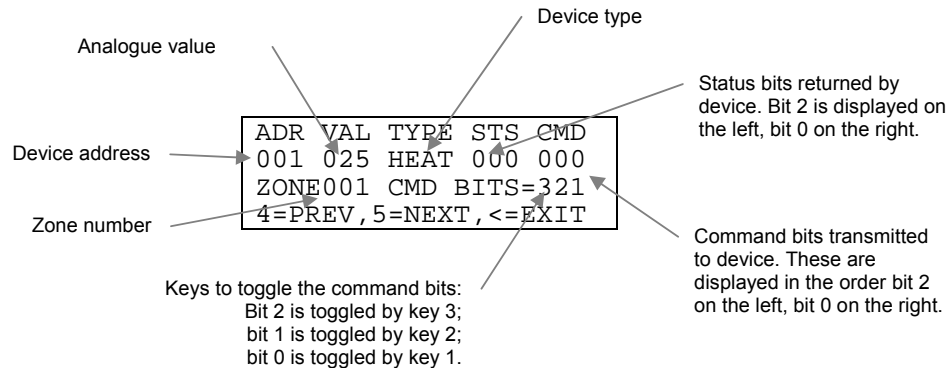 Device type
Analogue value
Status bits returned by
device. Bit 2 is displayed on
the left, bit 0 on the right.
Device address
ADR VAL TYPE STS CMD
001 025 HEAT 000 000
ZONE001 CMD BITS=321
4=PREV,5=NEXT,<=EXIT
Zone number
Command bits transmitted
to device. These are
displayed in the order bit 2
on the left, bit 0 on the right.
Keys to toggle the command bits:
Bit 2 is toggled by key 3;
bit 1 is toggled by key 2;
bit 0 is toggled by key 1.